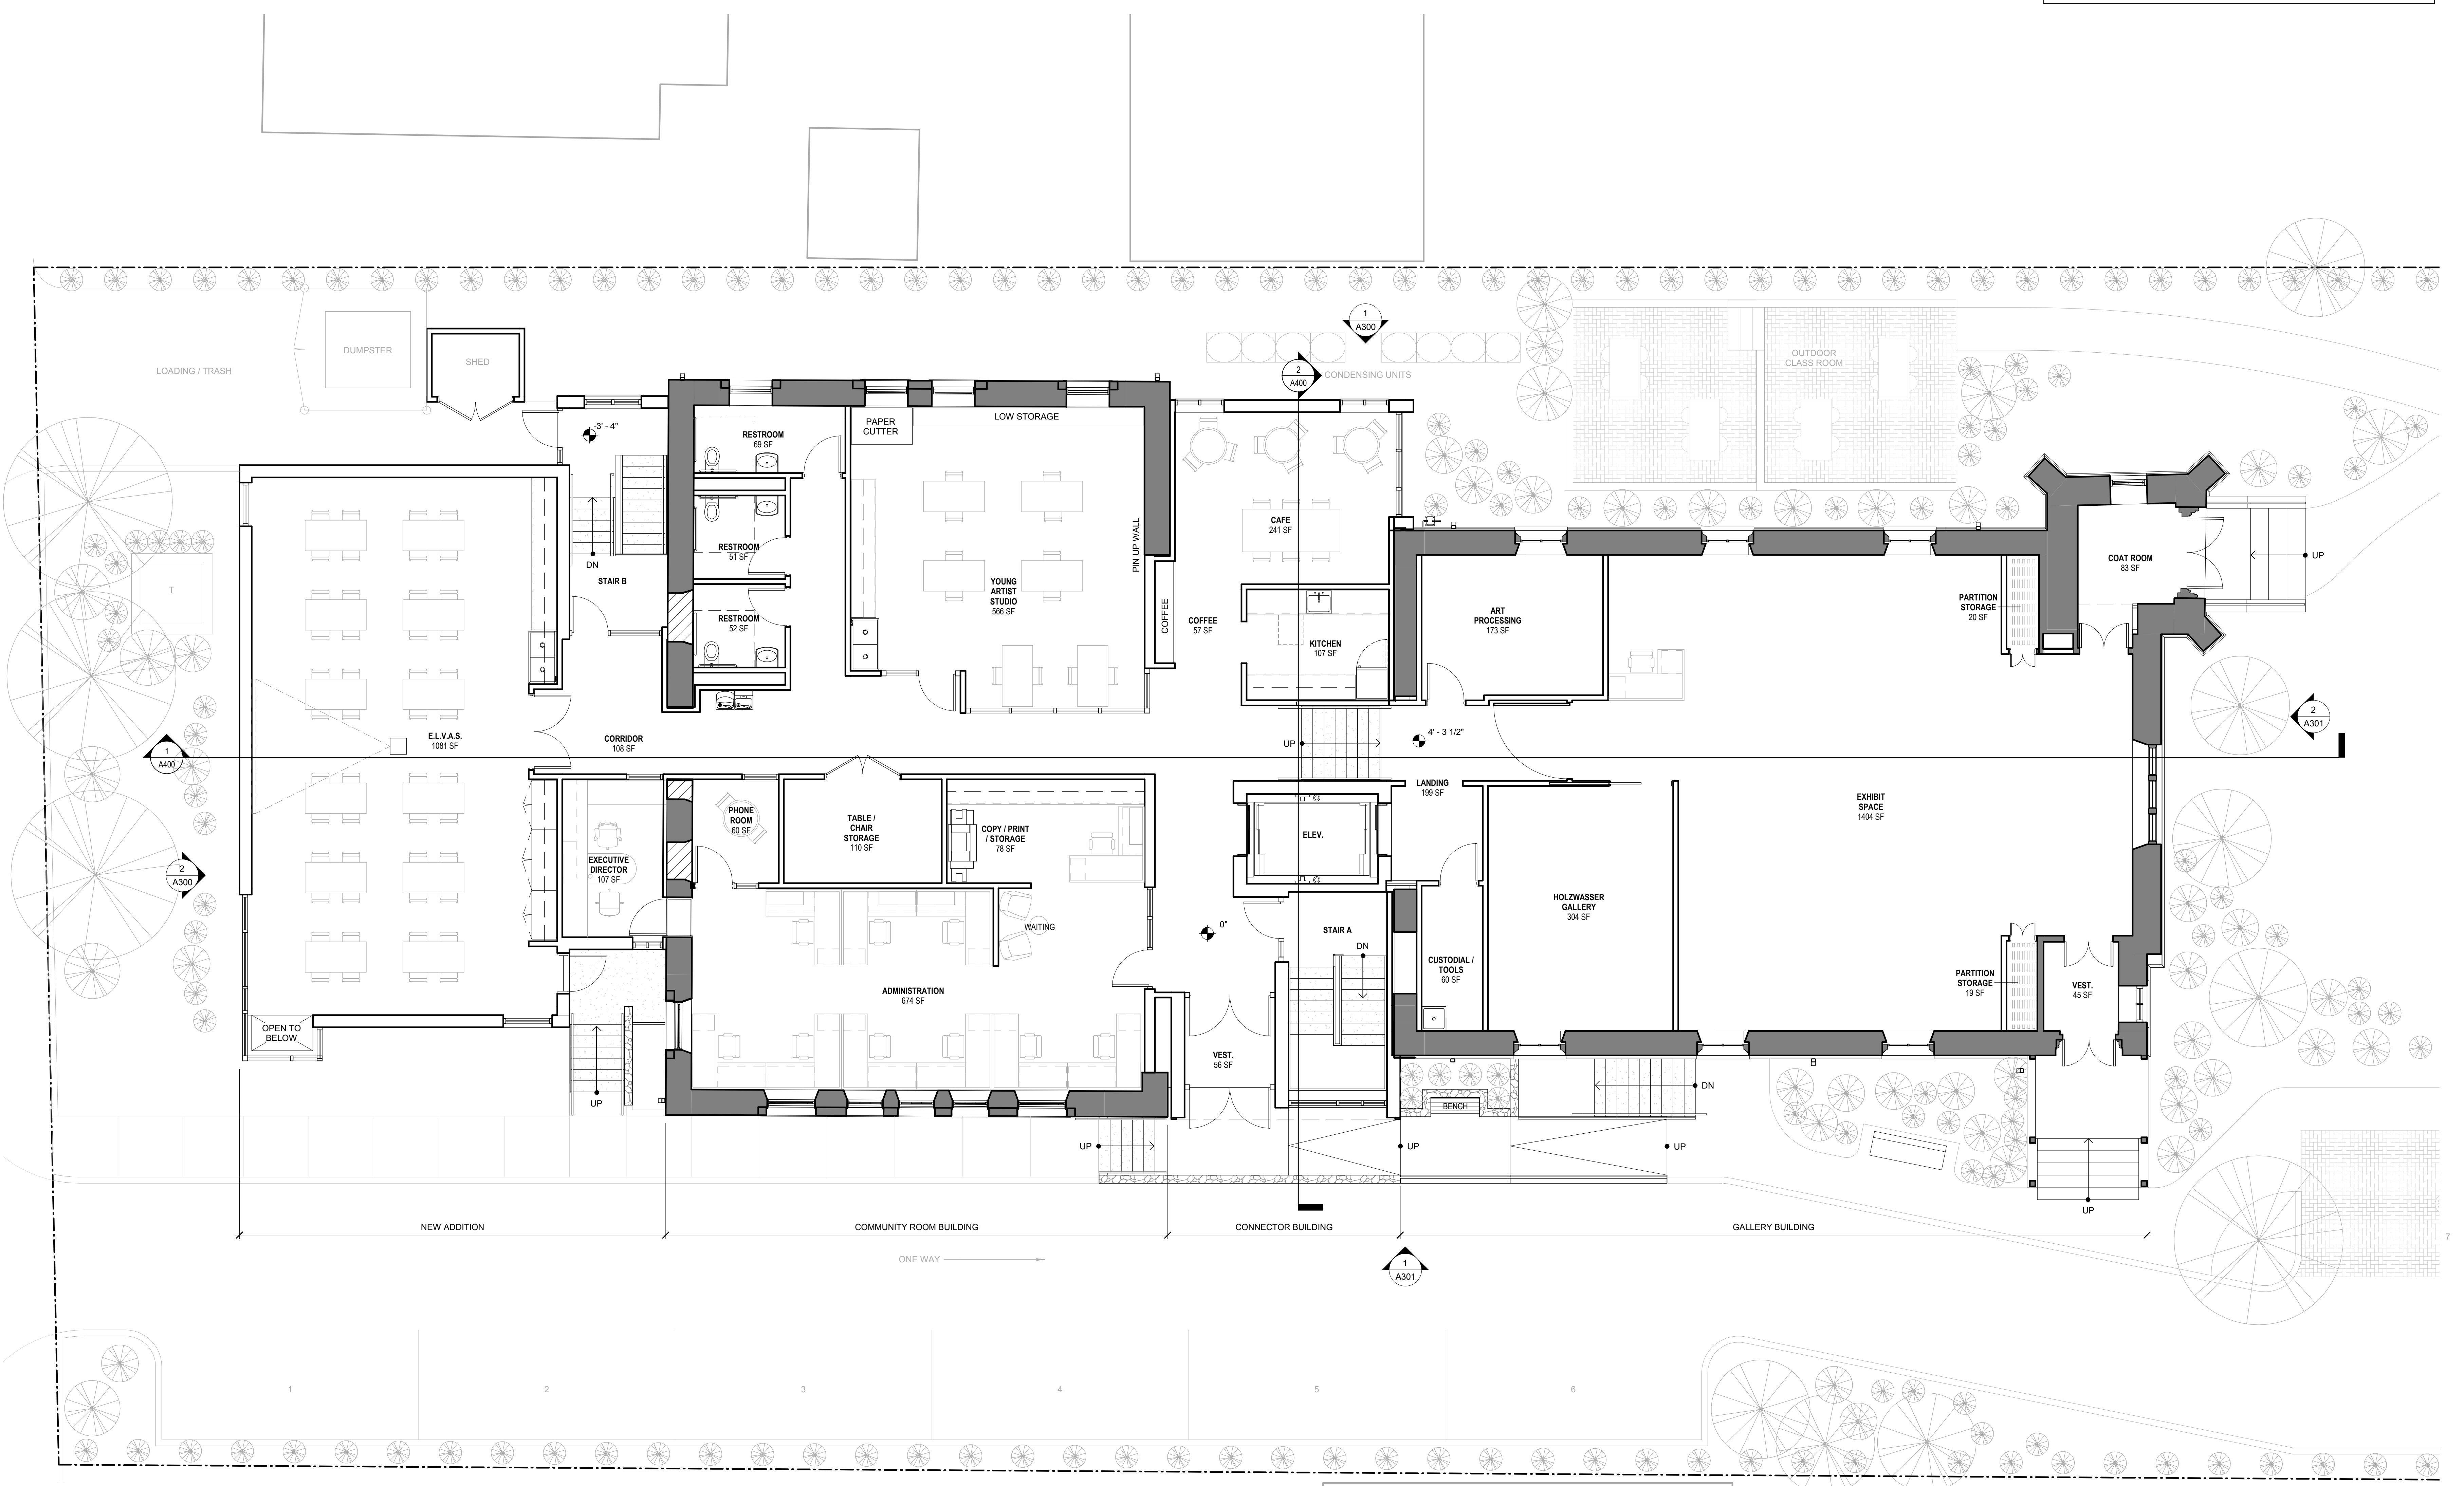 1
A300
2
A400
CONDENSING UNITS
OUTDOOR
CLASS ROOM
LOADING / TRASH
DUMPSTER
SHED
-3' - 4"
PAPER
CUTTER
LOW STORAGE
RESTROOM
69 SF
RESTROOM
51 SF
RESTROOM
52 SF
DN
STAIR B
T
YOUNG
ARTIST
STUDIO
566 SF
PIN UP WALL
CAFE
241 SF
COFFEE
COFFEE
57 SF
KITCHEN
107 SF
ART
PROCESSING
173 SF
PARTITION
STORAGE
20 SF
COAT ROOM
83 SF
UP
1
A400
E.L.V.A.S.
1081 SF
CORRIDOR
108 SF
UP
4' - 3 1/2"
2
A301
LANDING
199 SF
EXHIBIT
SPACE
1404 SF
PHONE
ROOM
60 SF
TABLE /
CHAIR
STORAGE
110 SF
COPY / PRINT
/ STORAGE
78 SF
ELEV.
2
A300
EXECUTIVE
DIRECTOR
107 SF
HOLZWASSER
GALLERY
304 SF
WAITING
0"
STAIR A
DN
CUSTODIAL /
TOOLS
60 SF
PARTITION
STORAGE
19 SF
VEST.
45 SF
ADMINISTRATION
674 SF
OPEN TO
BELOW
VEST.
56 SF
UP
DN
BENCH
UP
UP
UP
UP
NEW ADDITION
COMMUNITY ROOM BUILDING
CONNECTOR BUILDING
GALLERY BUILDING
ONE WAY
1
A301
7
1
2
3
4
5
6